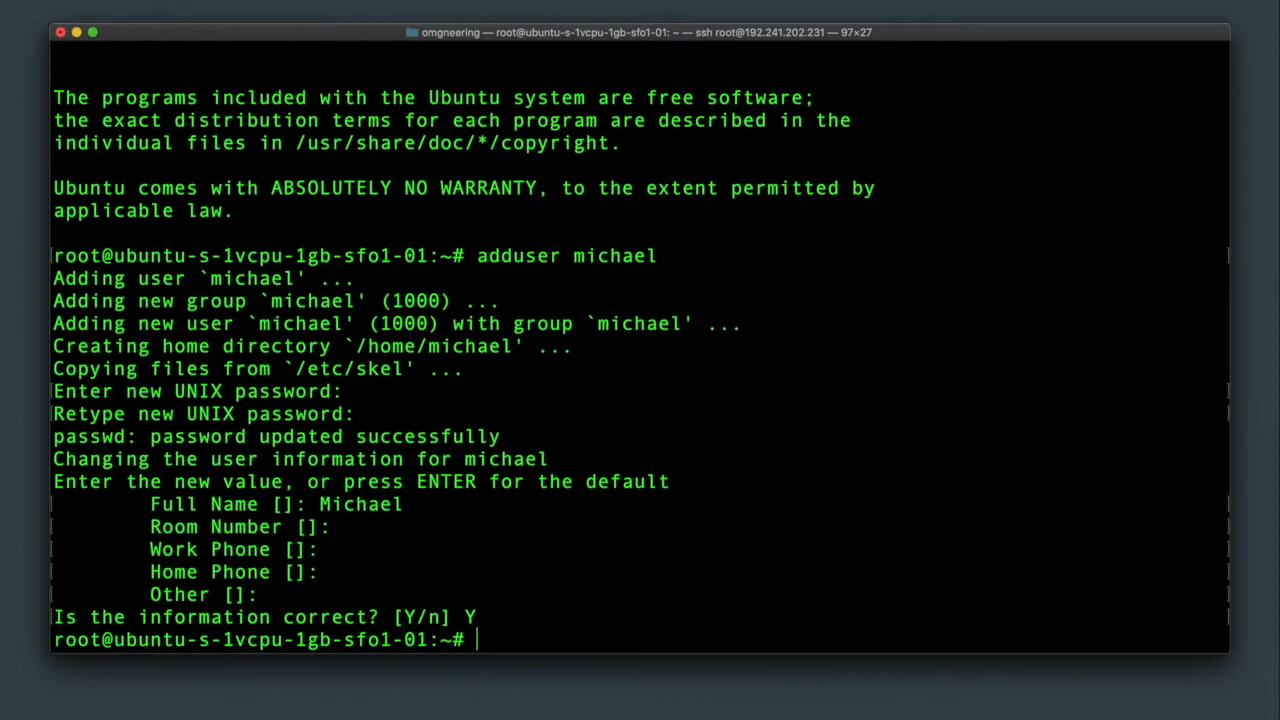 omgneering — root@ubuntu-s-1vcpu-1gb-sfo1-01: ~ — ssh root@192.241.202.231 — 97×27
The programs included with the Ubuntu system are free software;
the exact distribution terms for each program are described in the
individual files in /usr/share/doc/*/copyright.
Ubuntu comes with ABSOLUTELY NO WARRANTY, to the extent permitted by
applicable law.
root@ubuntu-s-1vcpu-1gb-sfo1-01:~# adduser michael
Adding user `michael' ...
Adding new group `michael' (1000) ...
Adding new user `michael' (1000) with group `michael' ...
Creating home directory `/home/michael' ...
Copying files from `/etc/skel' ...
Enter new UNIX password:
Retype new UNIX password:
passwd: password updated successfully
Changing the user information for michael
Enter the new value, or press ENTER for the default
Full Name []: Michael
Room Number []:
Work Phone []:
Home Phone []:
Other []:
Is the information correct? [Y/n] Y
root@ubuntu-s-1vcpu-1gb-sfo1-01:~#